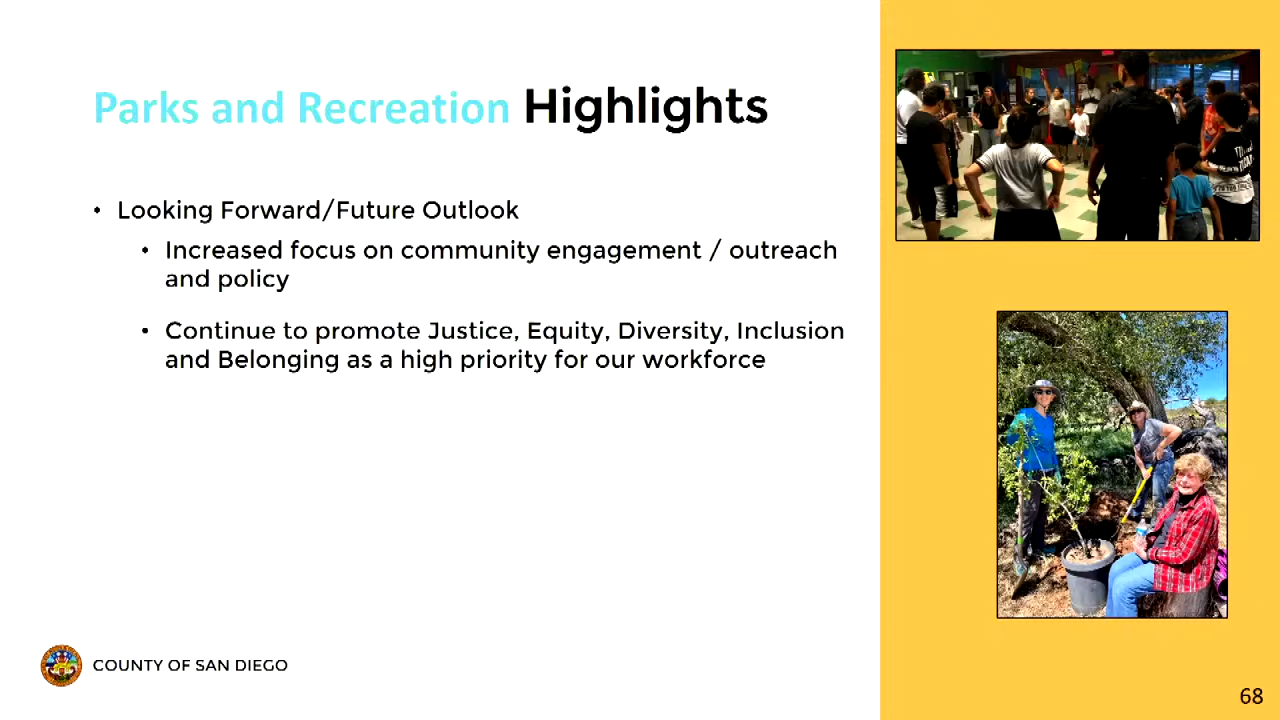 Parks and Recreation Highlights
• Looking Forward/Future Outlook
• Increased focus on community engagement / outreach
and policy
• Continue to promote Justice, Equity, Diversity, Inclusion
and Belonging as a high priority for our workforce
COUNTY OF SAN DIEGO
68